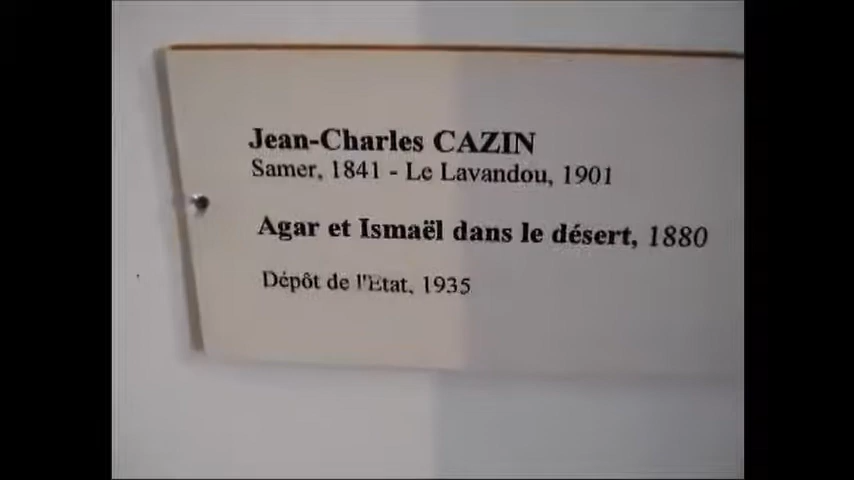 Jean-Charles CAZIN
Samer, 1841 - Le Lavandou, 1901
Agar et Ismaël dans le désert, 1880
Dépôt de l'Etat, 1935